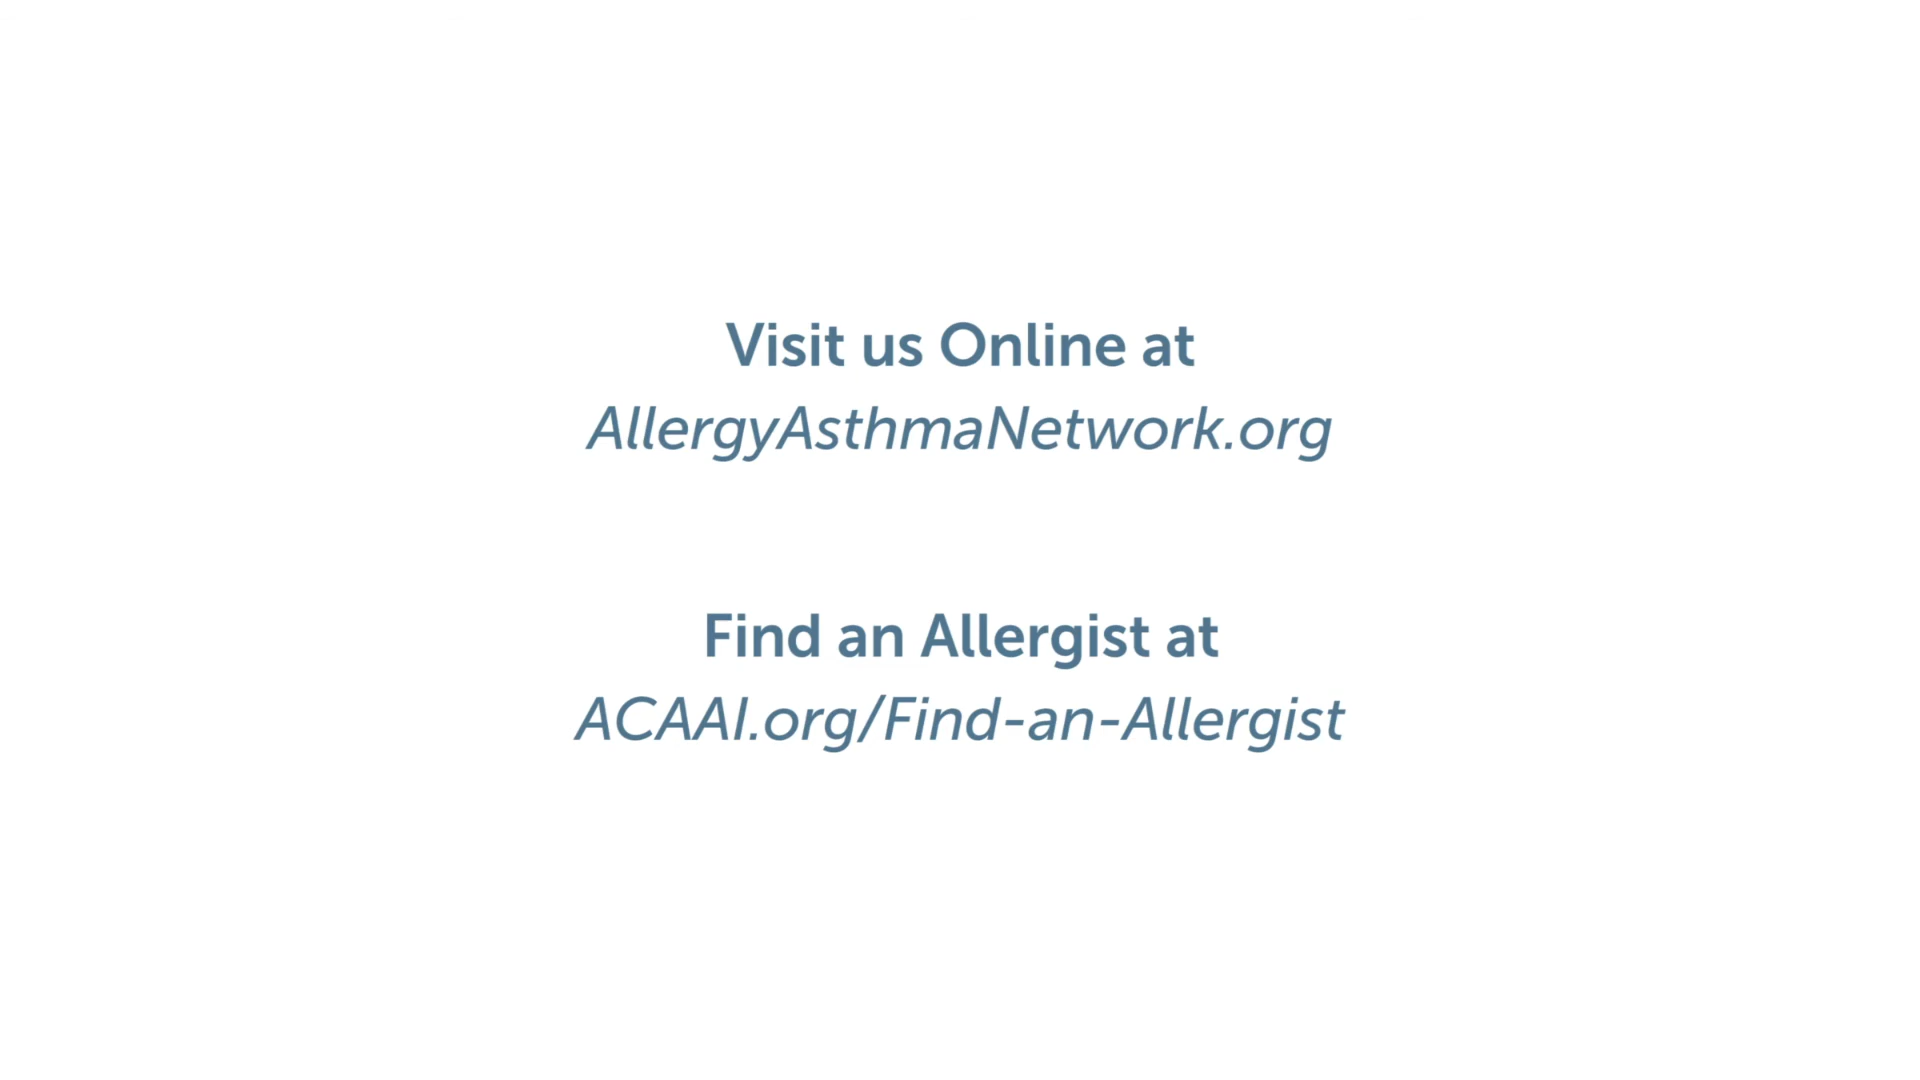 Visit us Online at
AllergyAsthmaNetwork.org
Find an Allergist at
ACAAI.org/Find-an-Allergist